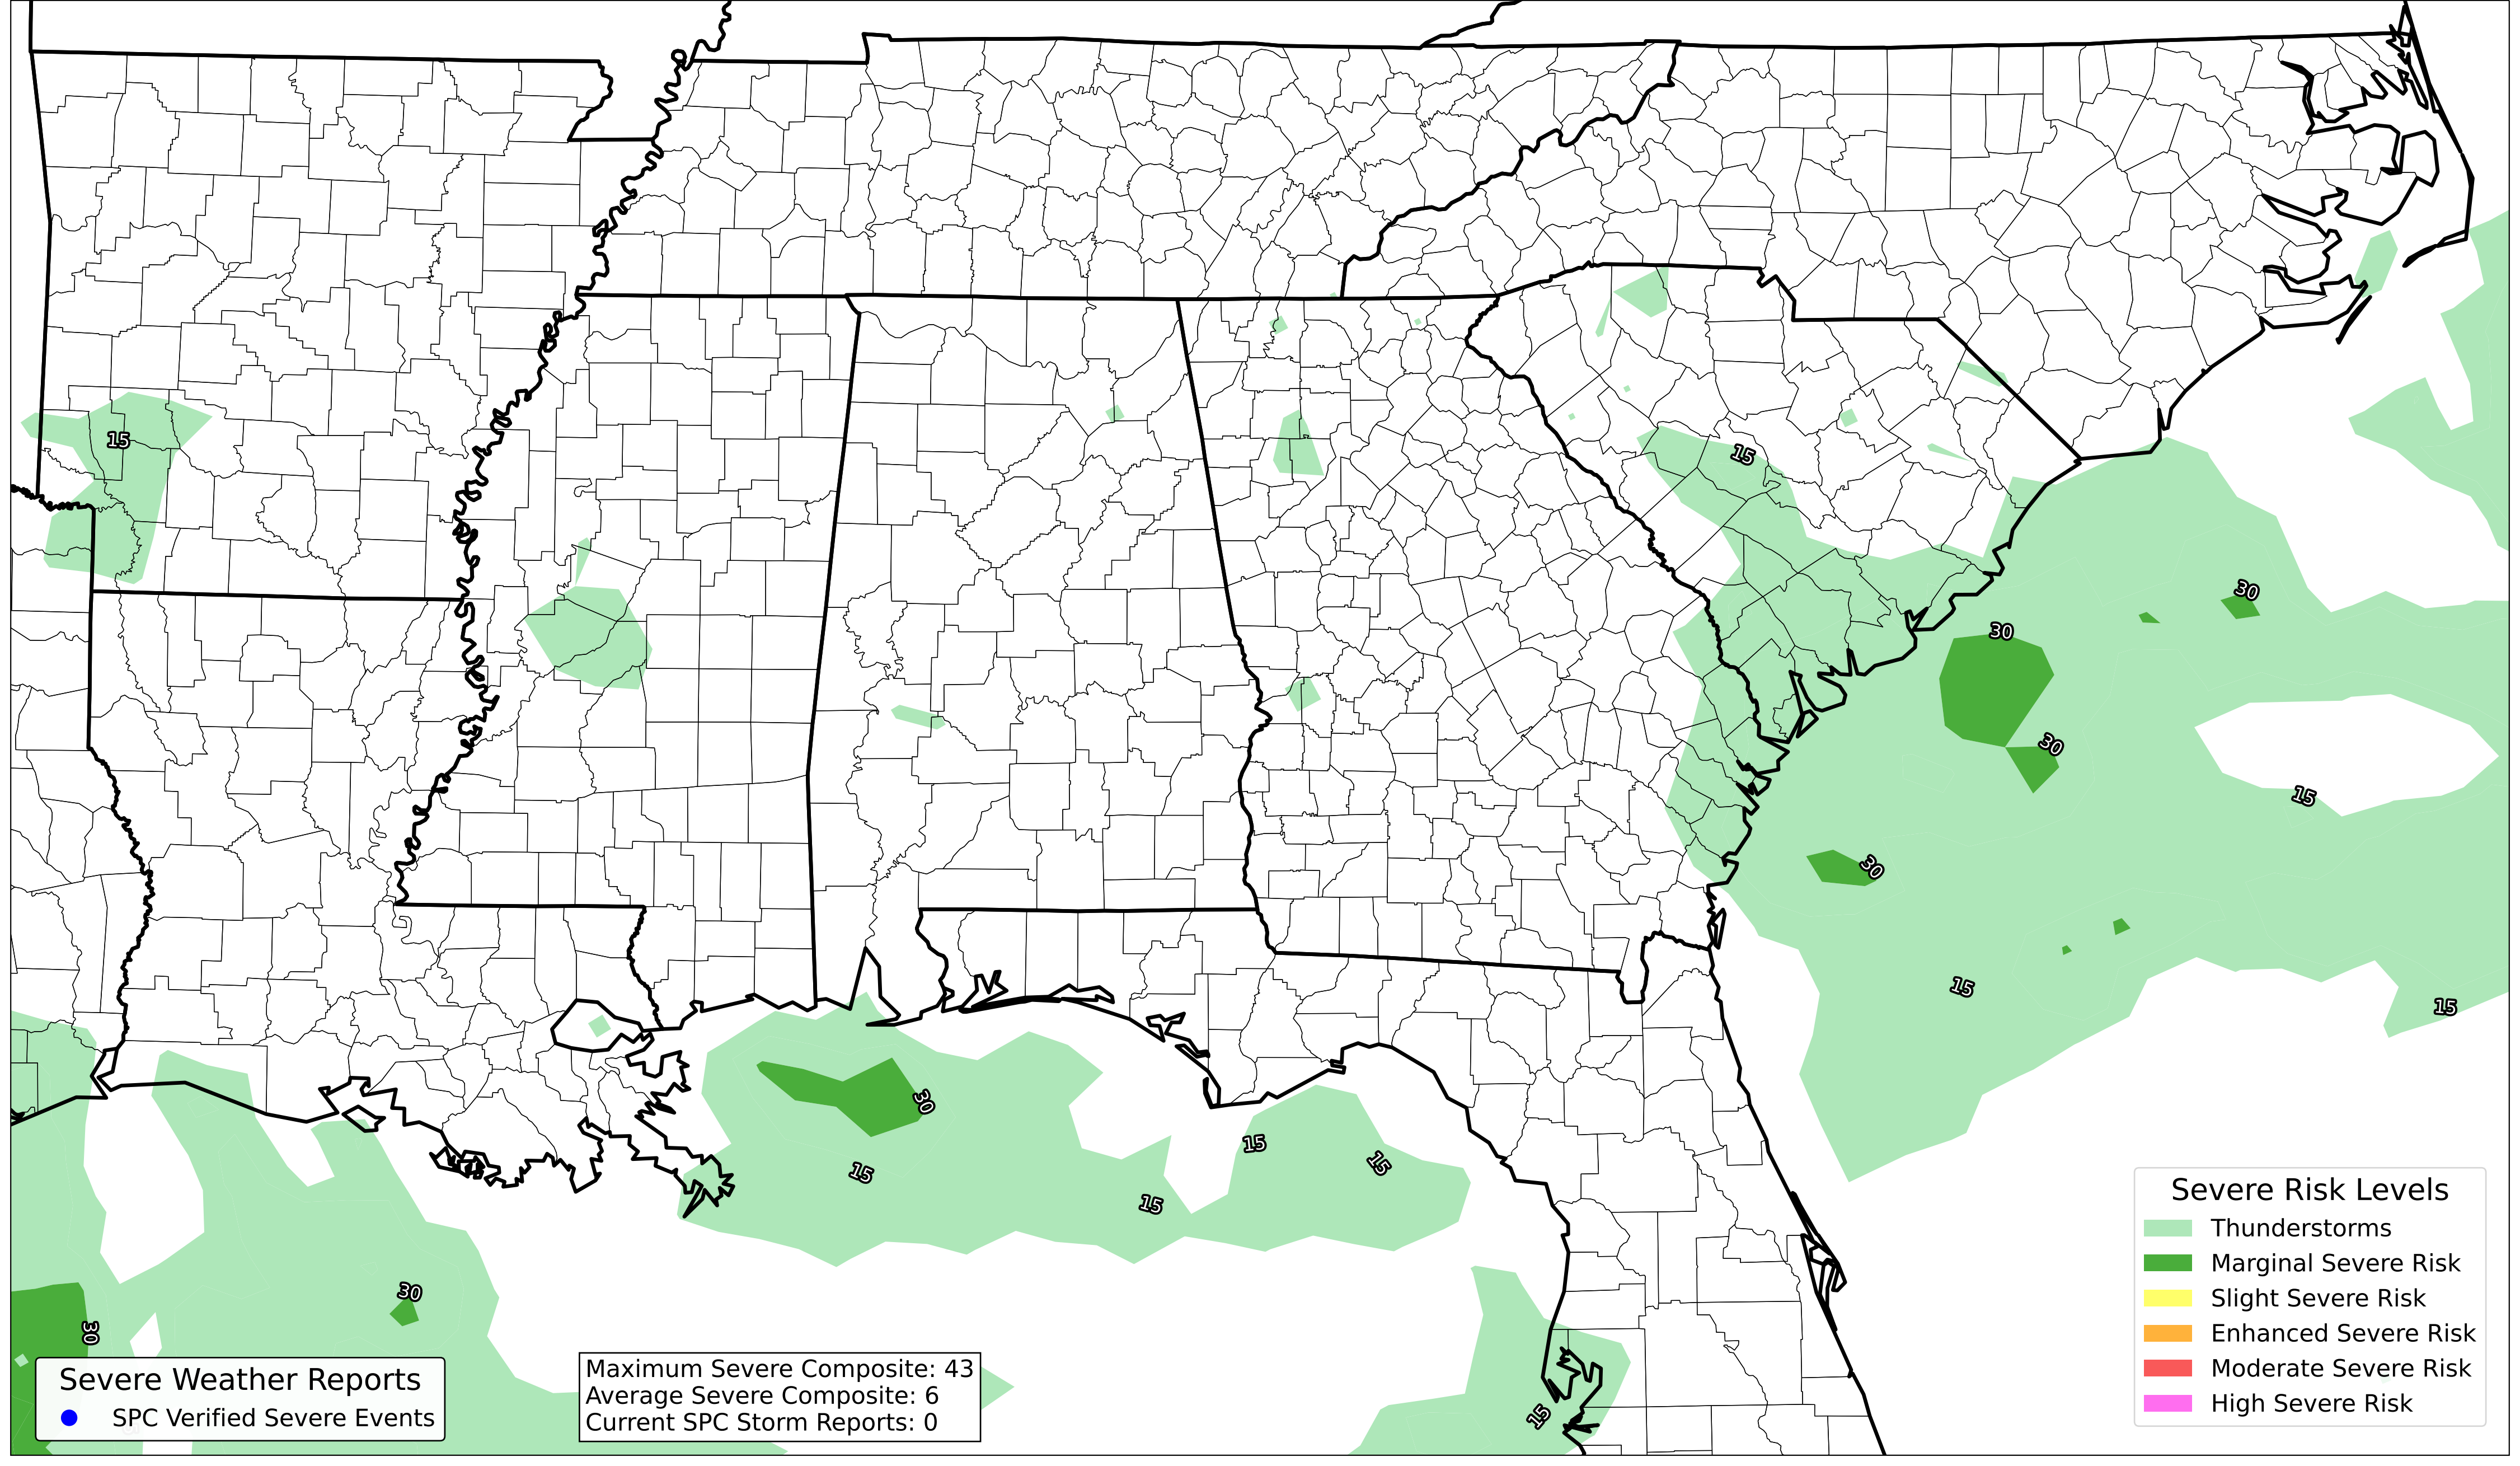 15
15
30
30
30
15
30
15
15
30
15
15
15
15
30
30
15
Severe Weather Reports
SPC Verified Severe Events
Maximum Severe Composite: 43
Average Severe Composite: 6
Current SPC Storm Reports: 0
Severe Risk Levels
Thunderstorms
Marginal Severe Risk
Slight Severe Risk
Enhanced Severe Risk
Moderate Severe Risk
High Severe Risk